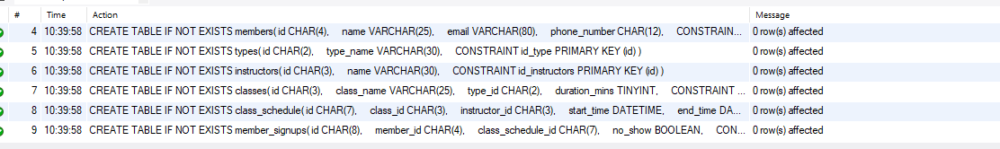 # Time Action Message
4 10:39:58 CREATE TABLE IF NOT EXISTS members( id CHAR(4), name VARCHAR(25), email VARCHAR(80), phone_number CHAR(12), CONSTRAIN... 0 row(s) affected
5 10:39:58 CREATE TABLE IF NOT EXISTS types( id CHAR(2), type_name VARCHAR(30), CONSTRAINT id_type PRIMARY KEY (id) ) 0 row(s) affected
6 10:39:58 CREATE TABLE IF NOT EXISTS instructors( id CHAR(3), name VARCHAR(30), CONSTRAINT id_instructors PRIMARY KEY (id) ) 0 row(s) affected
7 10:39:58 CREATE TABLE IF NOT EXISTS classes( id CHAR(3), class_name VARCHAR(25), type_id CHAR(2), duration_mins TINYINT, CONSTRAINT ... 0 row(s) affected
8 10:39:58 CREATE TABLE IF NOT EXISTS class_schedule( id CHAR(7), class_id CHAR(3), instructor_id CHAR(3), start_time DATETIME, end_time DA... 0 row(s) affected
9 10:39:58 CREATE TABLE IF NOT EXISTS member_signups( id CHAR(8), member_id CHAR(4), class_schedule_id CHAR(7), no_show BOOLEAN, CON... 0 row(s) affected